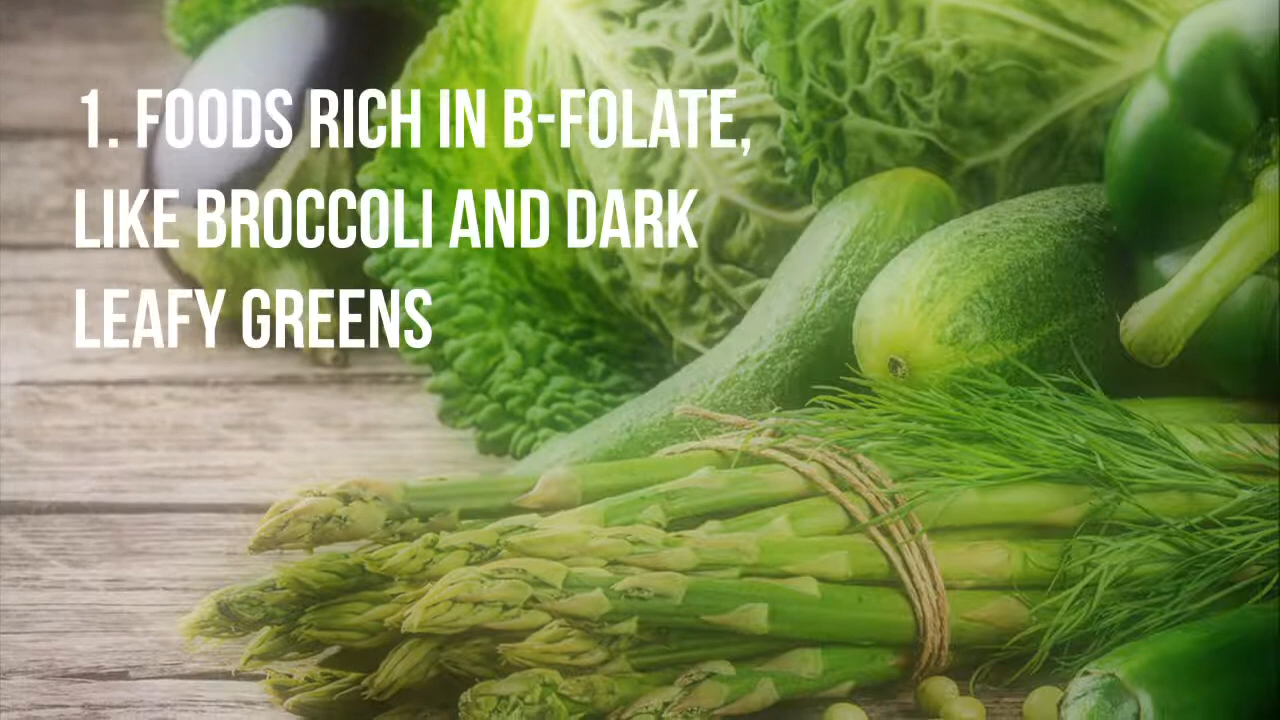 1. FOODS RICH IN B-FOLATE,
LIKE BROCCOLI AND DARK
LEAFY GREENS